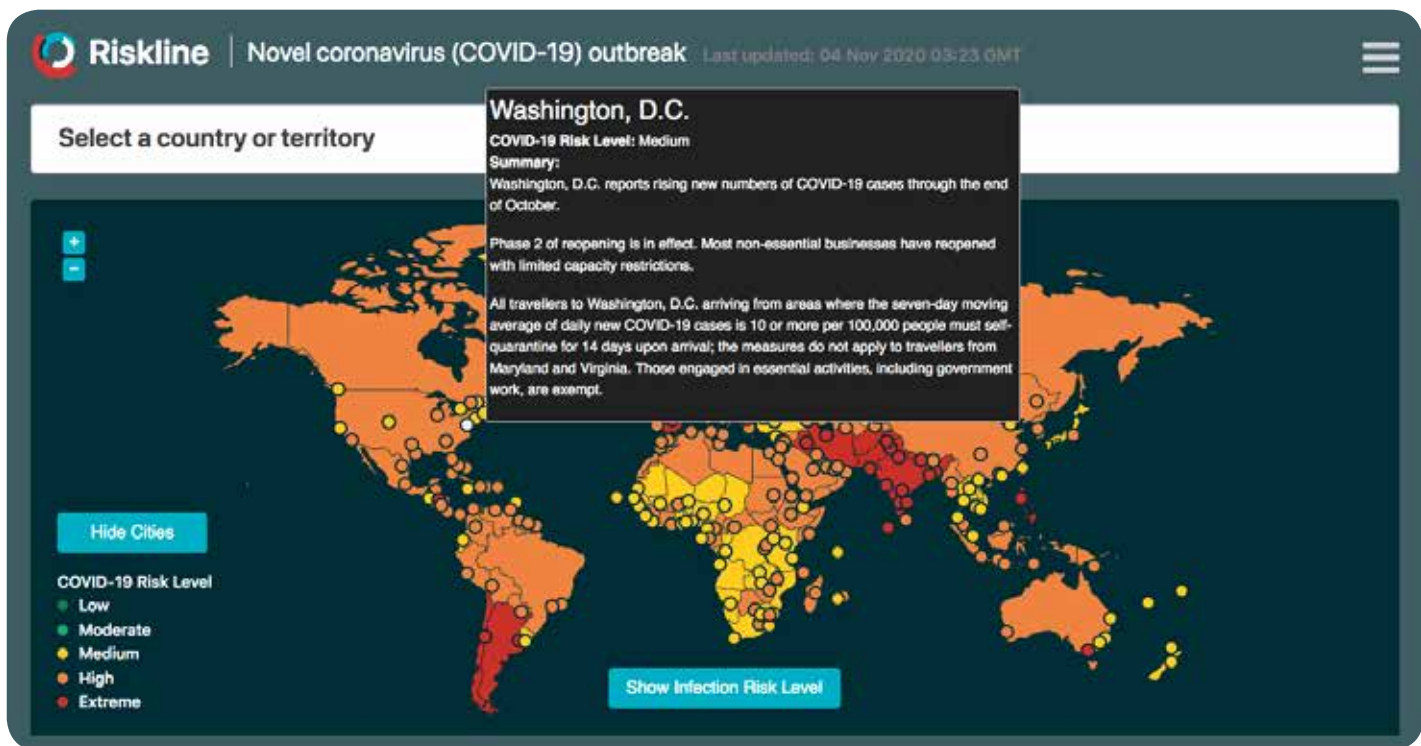 Riskline | Novel coronavirus (COVID-19) outbreak Last updated: 04 Nov 2020 03:23 GMT
Select a country or territory
Washington, D.C.
COVID-19 Risk Level: Medium
Summary:
Washington, D.C. reports rising new numbers of COVID-19 cases through the end
of October.
Phase 2 of reopening is in effect. Most non-essential businesses have reopened
with limited capacity restrictions.
All travellers to Washington, D.C. arriving from areas where the seven-day moving
average of daily new COVID-19 cases is 10 or more per 100,000 people must self-
quarantine for 14 days upon arrival; the measures do not apply to travellers from
Maryland and Virginia. Those engaged in essential activities, including government
work, are exempt.
+
−
Hide Cities
COVID-19 Risk Level
Low
Moderate
Medium
High
Extreme
Show Infection Risk Level